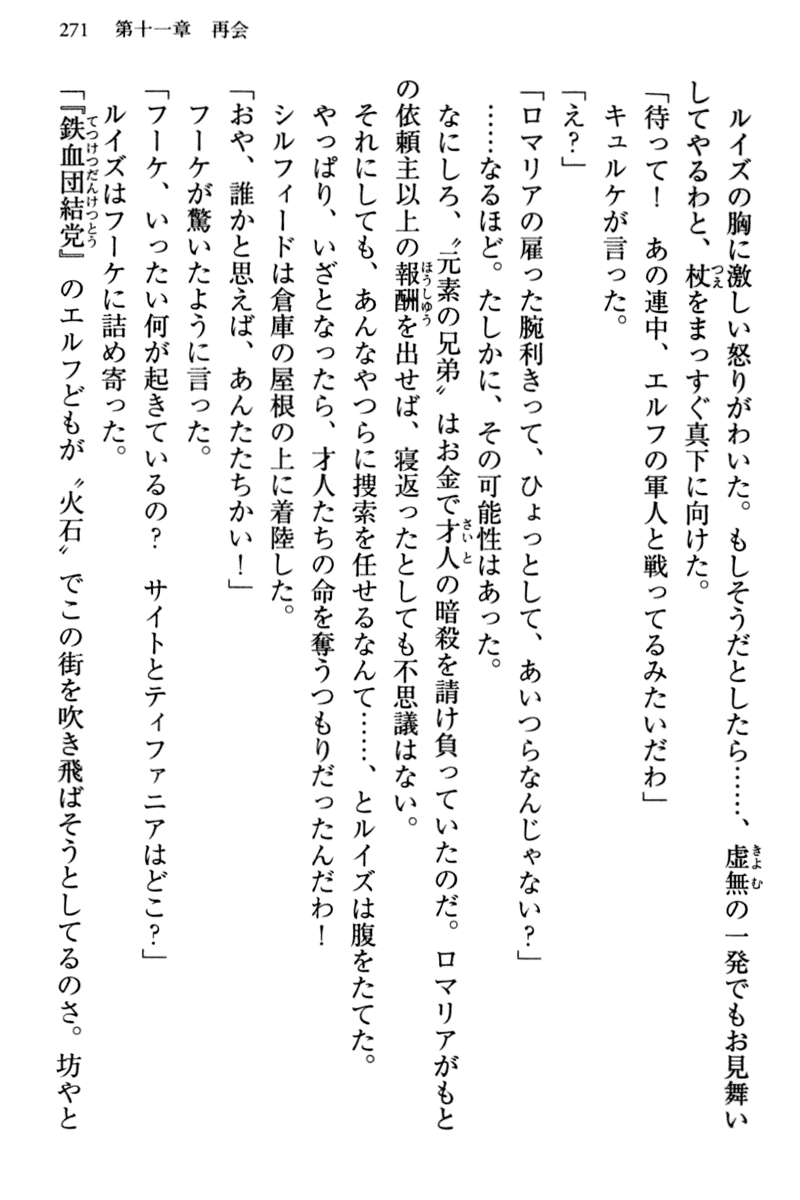 271　第十一章　再会
ルイズの胸に激しい怒りがわいた。もしそうだとしたら……、虚無の一発でもお見舞い
してやるわと、杖をまっすぐ真下に向けた。
「待って！　あの連中、エルフの軍人と戦ってるみたいだわ」
キュルケが言った。
「え？」
「ロマリアの雇った腕利きって、ひょっとして、あいつらなんじゃない？」
……なるほど。たしかに、その可能性はあった。
なにしろ、〝元素の兄弟〟はお金で才人の暗殺を請け負っていたのだ。ロマリアがもと
の依頼主以上の報酬を出せば、寝返ったとしても不思議はない。
それにしても、あんなやつらに捜索を任せるなんて……、とルイズは腹をたてた。
やっぱり、いざとなったら、才人たちの命を奪うつもりだったんだわ！
シルフィードは倉庫の屋根の上に着陸した。
「おや、誰かと思えば、あんたたちかい！」
フーケが驚いたように言った。
「フーケ、いったい何が起きているの？　サイトとティファニアはどこ？」
ルイズはフーケに詰め寄った。
「『鉄血団結党』のエルフどもが〝火石〟でこの街を吹き飛ばそうとしてるのさ。坊やと